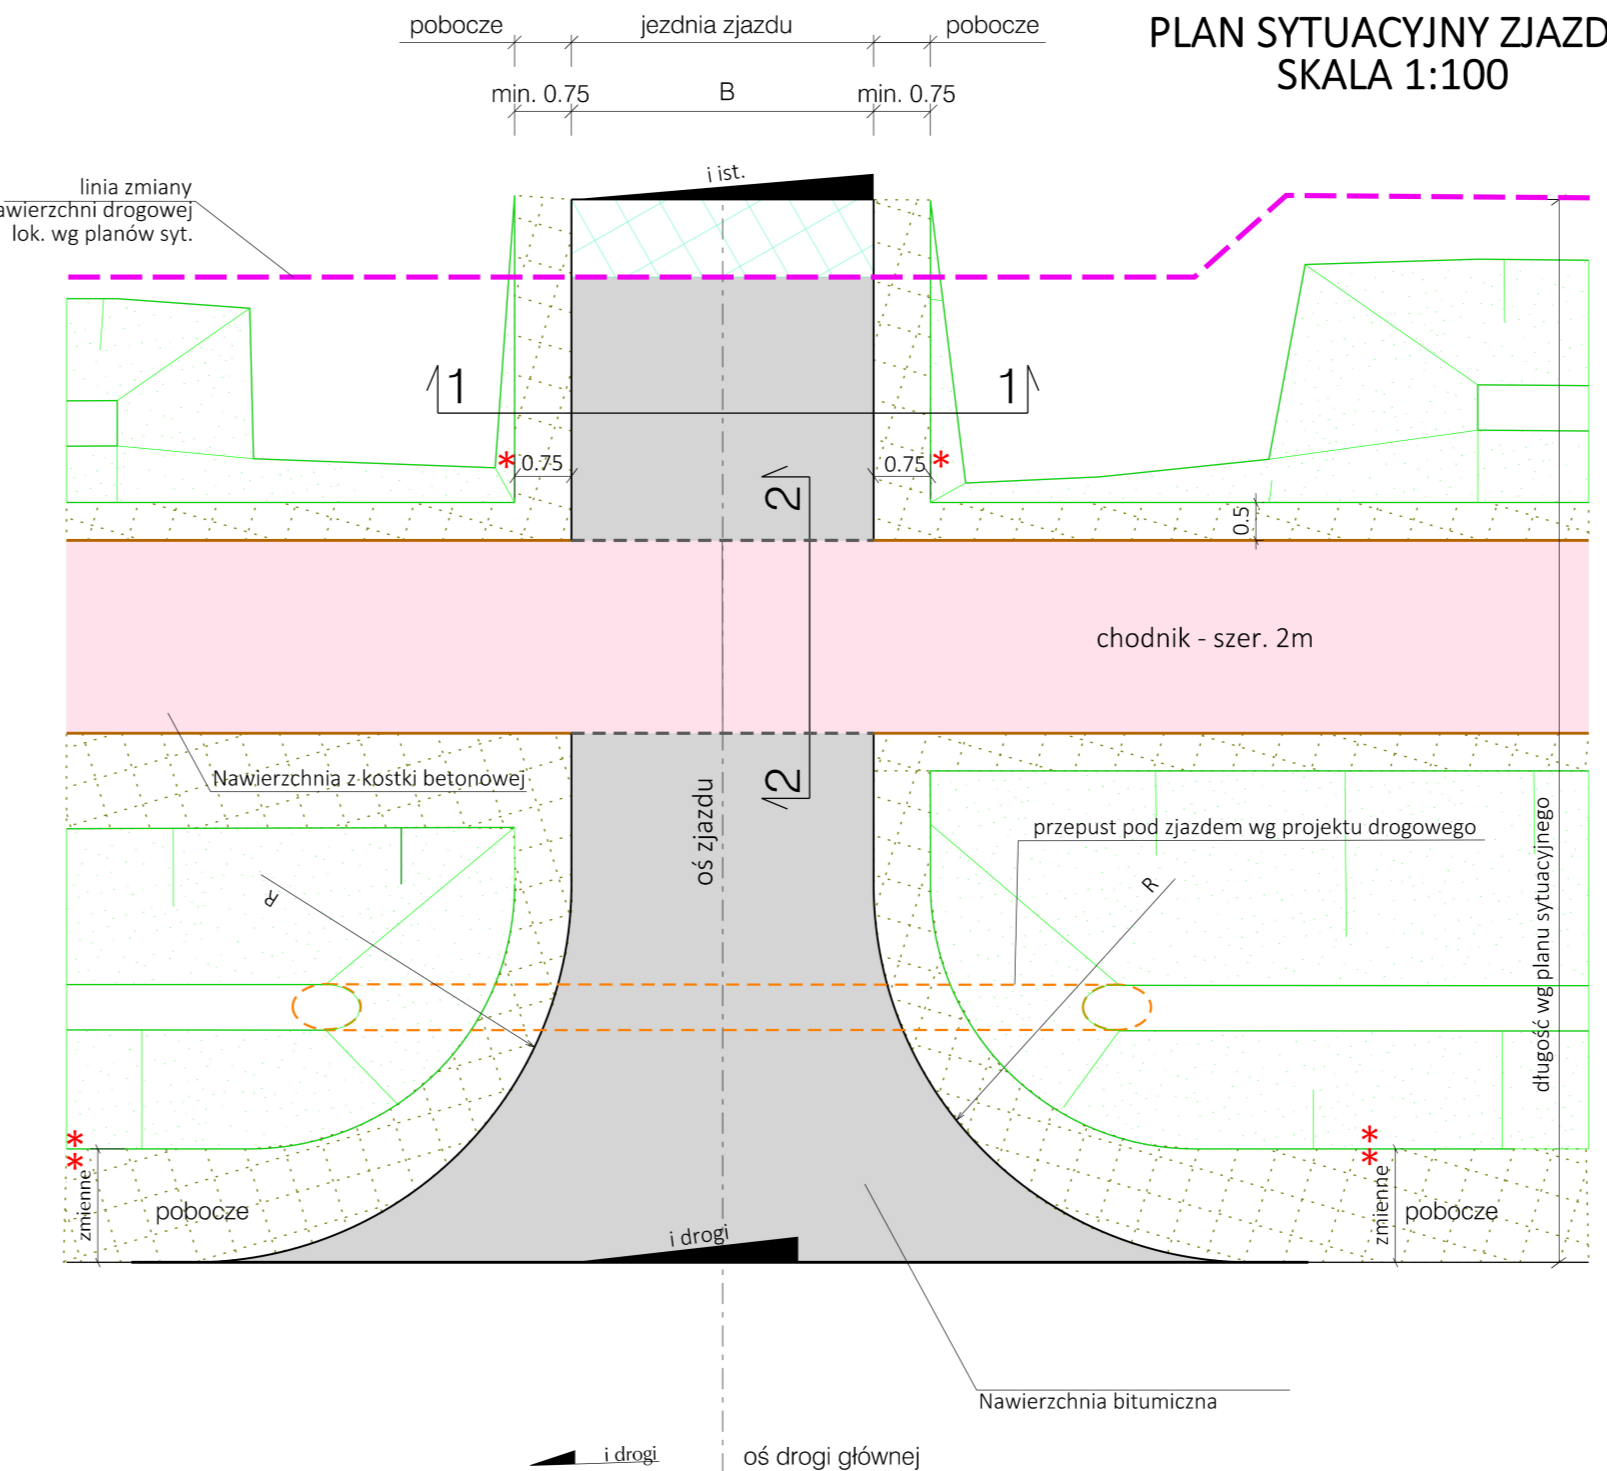 PLAN SYTUACYJNY ZJAZD
SKALA 1:100
pobocze
jezdnia zjazdu
pobocze
min. 0.75
B
min. 0.75
i ist.
linia zmiany
awierzchni drogowej
lok. wg planów syt.
1
1
* 0.75
0.75 *
2
0.5
chodnik - szer. 2m
Nawierzchnia z kostki betonowej
2
oś zjazdu
przepust pod zjazdem wg projektu drogowego
długość wg planu sytuacyjnego
R
R
**
**
zmienne
pobocze
zmienne
pobocze
i drogi
Nawierzchnia bitumiczna
i drogi
oś drogi głównej